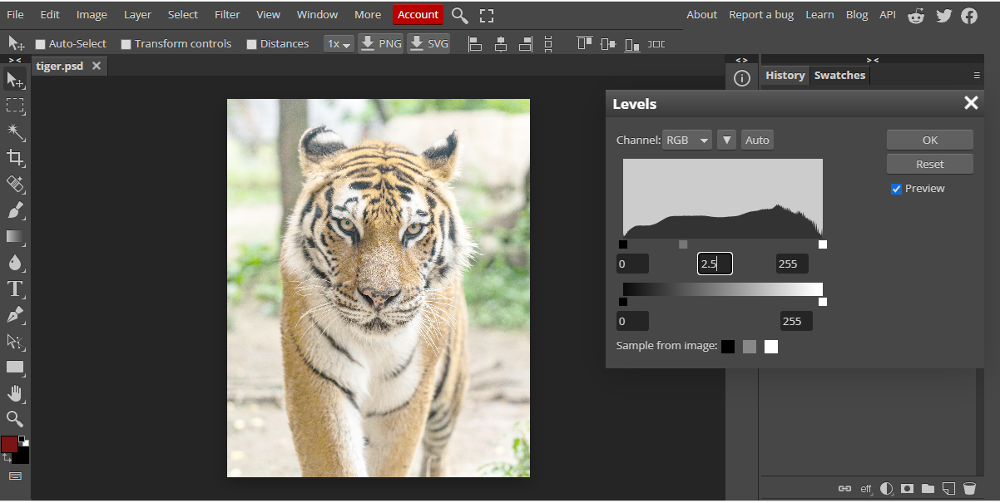 File Edit Image Layer Select Filter View Window More Account About Report a bug Learn Blog API
Auto-Select Transform controls Distances 1x PNG SVG
> < tiger.psd < > > <
History Swatches
Levels
Channel: RGB Auto OK
Reset
Preview
0 2.5 255
0 255
Sample from image:
T
eff